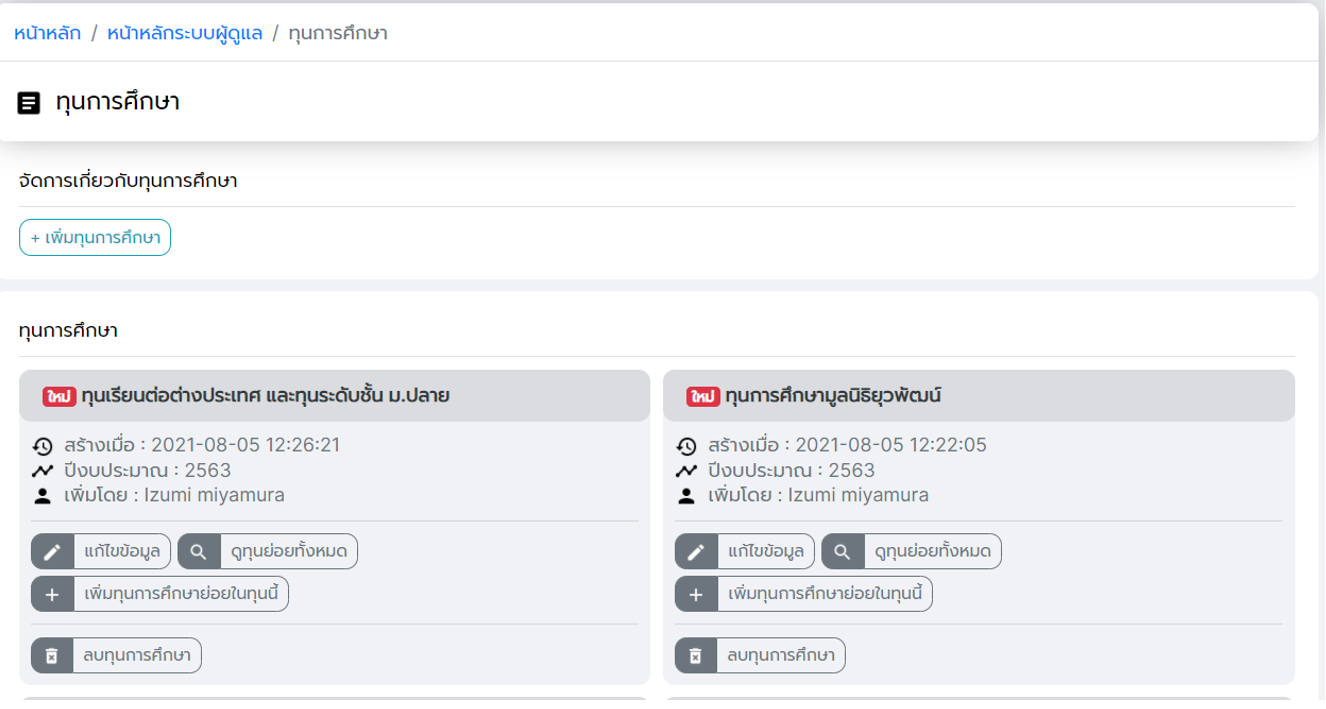 หน้าหลัก / หน้าหลักระบบผู้ดูแล / ทุนการศึกษา
ทุนการศึกษา
จัดการเกี่ยวกับทุนการศึกษา
+ เพิ่มทุนการศึกษา
ทุนการศึกษา
ใหม่ ทุนเรียนต่อต่างประเทศ และทุนระดับชั้น ม.ปลาย
สร้างเมื่อ : 2021-08-05 12:26:21
ปีงบประมาณ : 2563
เพิ่มโดย : Izumi miyamura
แก้ไขข้อมูล ดูทุนย่อยทั้งหมด
+ เพิ่มทุนการศึกษาย่อยในทุนนี้
ลบทุนการศึกษา
ใหม่ ทุนการศึกษามูลนิธิยุวพัฒน์
สร้างเมื่อ : 2021-08-05 12:22:05
ปีงบประมาณ : 2563
เพิ่มโดย : Izumi miyamura
แก้ไขข้อมูล ดูทุนย่อยทั้งหมด
+ เพิ่มทุนการศึกษาย่อยในทุนนี้
ลบทุนการศึกษา